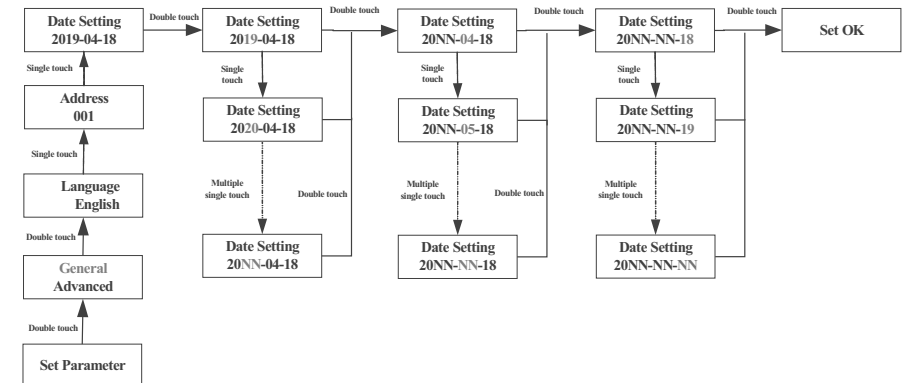 Date Setting
2019-04-18
Double touch
Date Setting
2019-04-18
Double touch
Date Setting
20NN-04-18
Double touch
Date Setting
20NN-NN-18
Double touch
Set OK
Single touch
Address
001
Single touch
Language
English
Double touch
General
Advanced
Double touch
Set Parameter
Single
touch
Date Setting
2020-04-18
Multiple
single touch
Double touch
Date Setting
20NN-04-18
Single
touch
Date Setting
20NN-05-18
Multiple
single touch
Double touch
Date Setting
20NN-NN-18
Single
touch
Date Setting
20NN-NN-19
Multiple
single touch
Date Setting
20NN-NN-NN